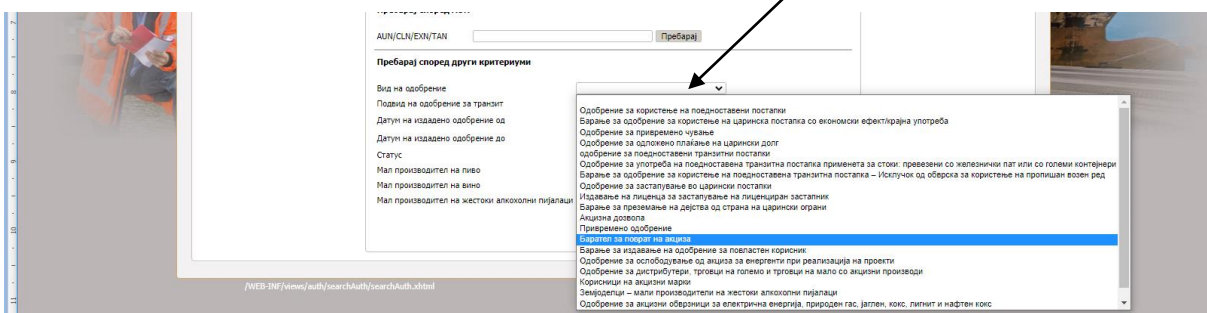 AUN/CLN/EXN/TAN
Пребарај
Пребарај според други критериуми
Вид на одобрение
Подвид на одобрение за транзит
Датум на издадено одобрение од
Датум на издадено одобрение до
Статус
Мал производител на пиво
Мал производител на вино
Мал производител на жестоки алкохолни пијалаци
Одобрение за користење на поедноставени постапки
Барање за одобрение за користење на царинска постапка со економски ефект/крајна употреба
Одобрение за привремено чување
Одобрение за одложено плаќање на царински долг
одобрение за поедноставени транзитни постапки
Одобрение за употреба на поедноставена транзитна постапка применета за стоки: превезени со железнички пат или со големи контејнери
Барање за одобрение за користење на поедноставена транзитна постапка – Исклучок од обврска за користење на пропишан возен ред
Одобрение за застапување во царински постапки
Издавање на лиценца за застапување на лиценциран застапник
Барање за преземање на дејства од страна на царински органи
Акцизна дозвола
Привремено одобрение
Барател за поврат на акциза
Барање за издавање на одобрение за повластен корисник
Одобрение за ослободување од акциза за енергенти при реализација на проекти
Одобрение за дистрибутери, трговци на големо и трговци на мало со акцизни производи
Корисници на акцизни марки
Земјоделци – мали производители на жестоки алкохолни пијалаци
Одобрение за акцизни обврзници за електрична енергија, природен гас, јаглен, кокс, лигнит и нафтен кокс
/WEB-INF/views/auth/searchAuth/searchAuth.xhtml
7
8
9
10
11